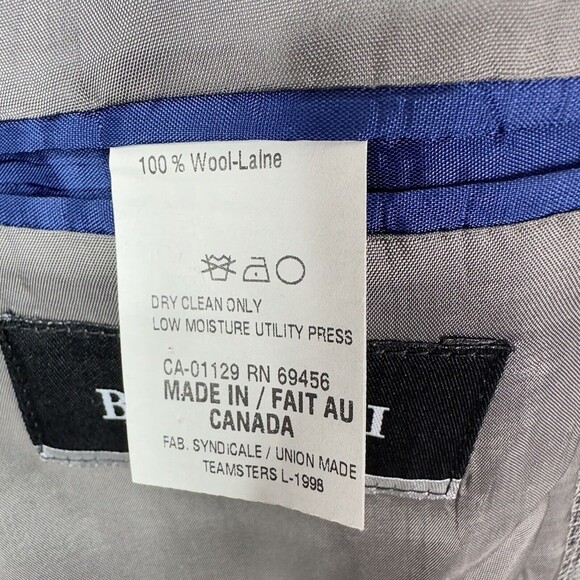 100 % Wool-Laine
DRY CLEAN ONLY
LOW MOISTURE UTILITY PRESS
CA-01129 RN 69456
MADE IN / FAIT AU
CANADA
FAB. SYNDICALE / UNION MADE
TEAMSTERS L-1998